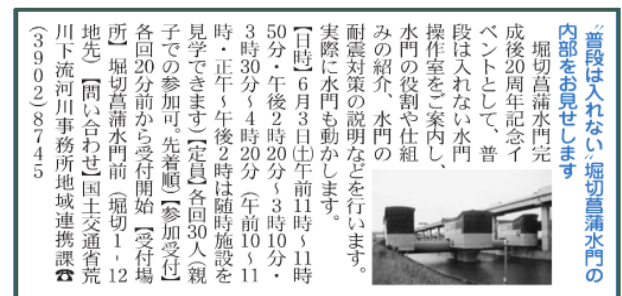 “普段は入れない”堀切菖蒲水門の
内部をお見せします
堀切菖蒲水門完
成後20周年記念イ
ベントとして、普
段は入れない水門
操作室をご案内し、
水門の役割や仕組
みの紹介、水門の
耐震対策の説明などを行います。
実際に水門も動かします。
【日時】6月3日㈯午前11時~11時
50分・午後2時20分~3時10分・
3時30分~4時20分（午前10~11
時・正午~午後2時は随時施設を
見学できます）【定員】各回30人（親
子での参加可。先着順）【参加受付】
各回20分前から受付開始【受付場
所】堀切菖蒲水門前（堀切1-12
地先）【問い合わせ】国土交通省荒
川下流河川事務所地域連携課☎
(3902)8745